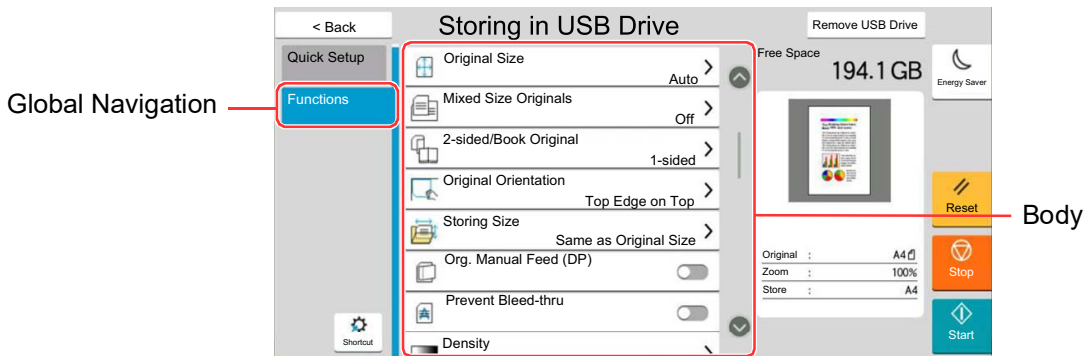 < Back
Storing in USB Drive
Remove USB Drive
Quick Setup
Functions
Global Navigation
Original Size
Auto
Mixed Size Originals
Off
2-sided/Book Original
1-sided
Original Orientation
Top Edge on Top
Storing Size
Same as Original Size
Org. Manual Feed (DP)
Prevent Bleed-thru
Density
Shortcut
Free Space
194.1 GB
Original : A4
Zoom : 100%
Store : A4
Energy Saver
Reset
Stop
Start
Body